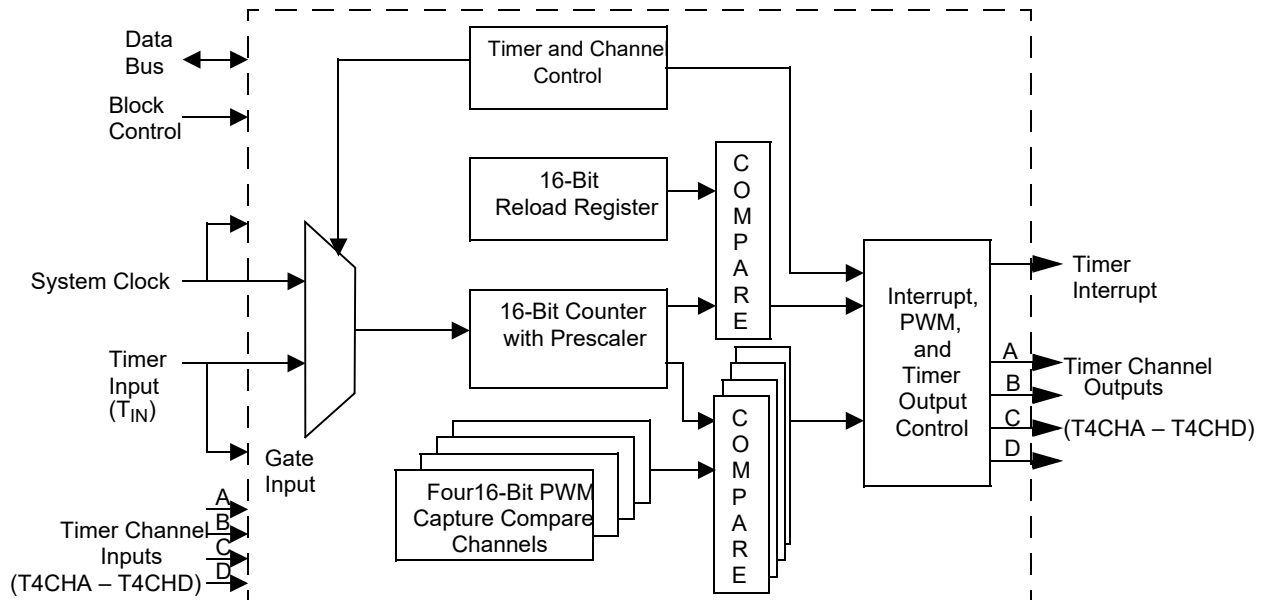 Data
Bus
Block
Control
System Clock
Timer
Input
(TIN)
Gate
Input
A
B
C
D
Timer Channel
Inputs
(T4CHA – T4CHD)
Timer and Channel
Control
16-Bit
Reload Register
16-Bit Counter
with Prescaler
Four16-Bit PWM
Capture Compare
Channels
C
O
M
P
A
R
E
C
O
M
P
A
R
E
Interrupt,
PWM,
and
Timer
Output
Control
Timer
Interrupt
A
B
C
D
Timer Channel
Outputs
(T4CHA – T4CHD)